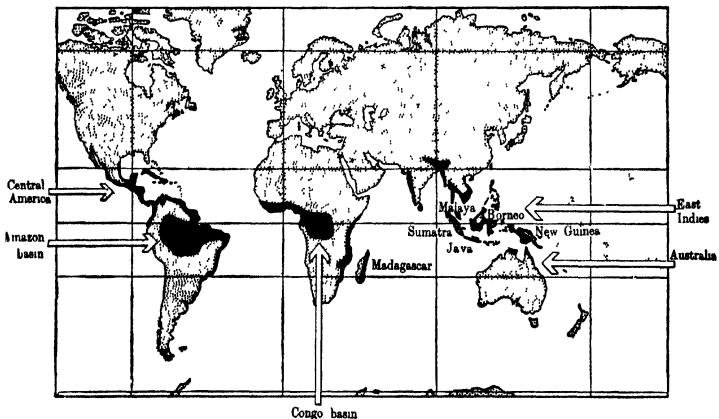 Central
America
Amazon
basin
Malaya
Borneo
East
Indies
Sumatra
New Guinea
Java
Australia
Madagascar
Congo basin